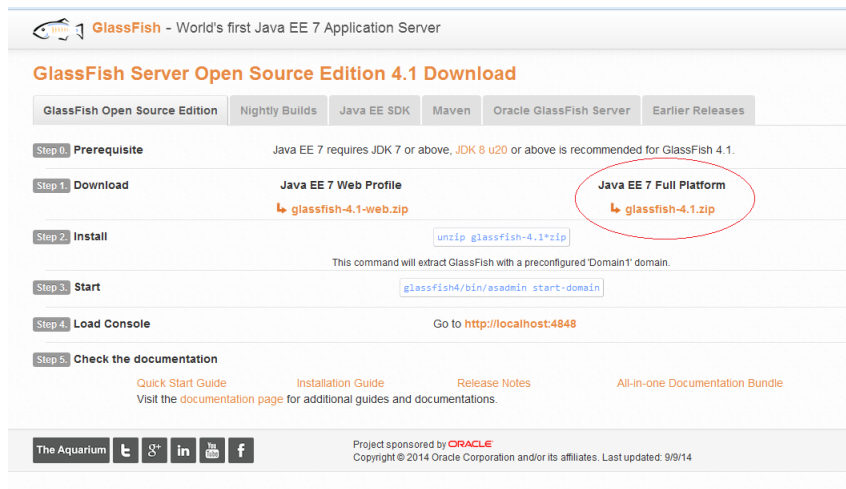 GlassFish - World's first Java EE 7 Application Server
GlassFish Server Open Source Edition 4.1 Download
GlassFish Open Source Edition Nightly Builds Java EE SDK Maven Oracle GlassFish Server Earlier Releases
Step 0. Prerequisite Java EE 7 requires JDK 7 or above, JDK 8 u20 or above is recommended for GlassFish 4.1.
Step 1. Download Java EE 7 Web Profile Java EE 7 Full Platform
glassfish-4.1-web.zip glassfish-4.1.zip
Step 2. Install unzip glassfish-4.1*zip
This command will extract GlassFish with a preconfigured 'Domain1' domain.
Step 3. Start glassfish4/bin/asadmin start-domain
Step 4. Load Console Go to http://localhost:4848
Step 5. Check the documentation
Quick Start Guide Installation Guide Release Notes All-in-one Documentation Bundle
Visit the documentation page for additional guides and documentations.
The Aquarium t g+ in You Tube f Project sponsored by ORACLE
Copyright © 2014 Oracle Corporation and/or its affiliates. Last updated: 9/9/14